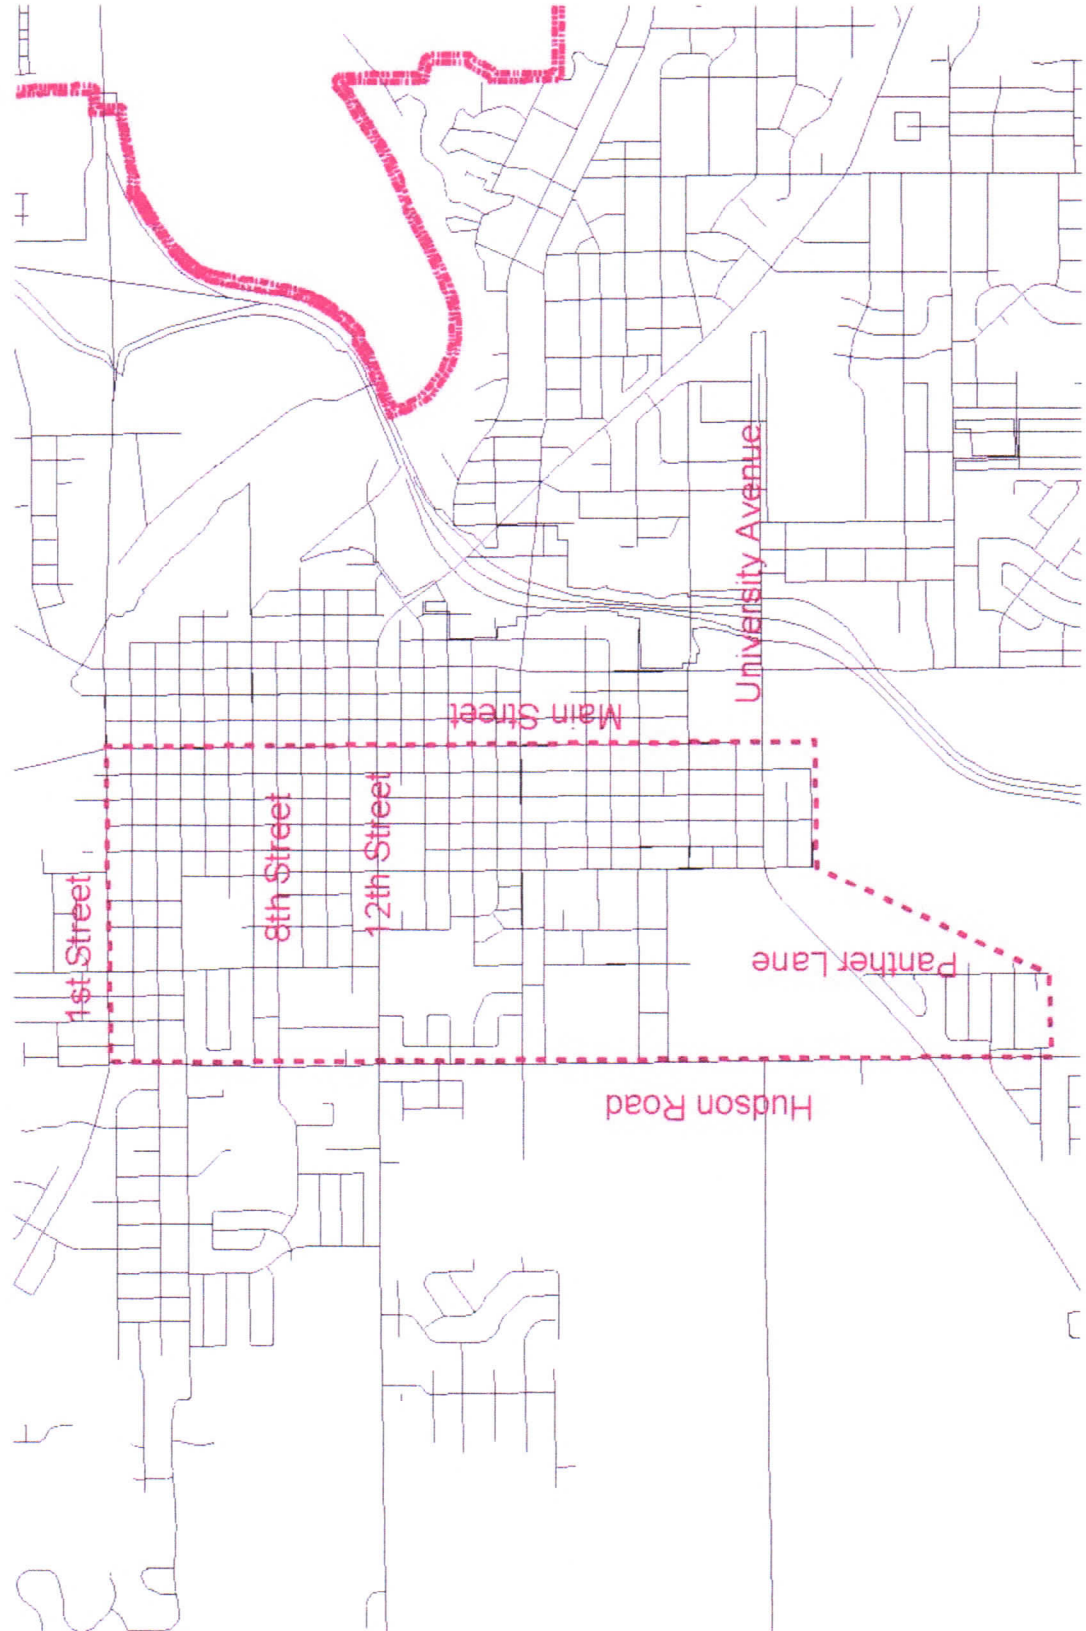 Main Street
University Avenue
8th Street
12th Street
1st Street
Panther Lane
Hudson Road